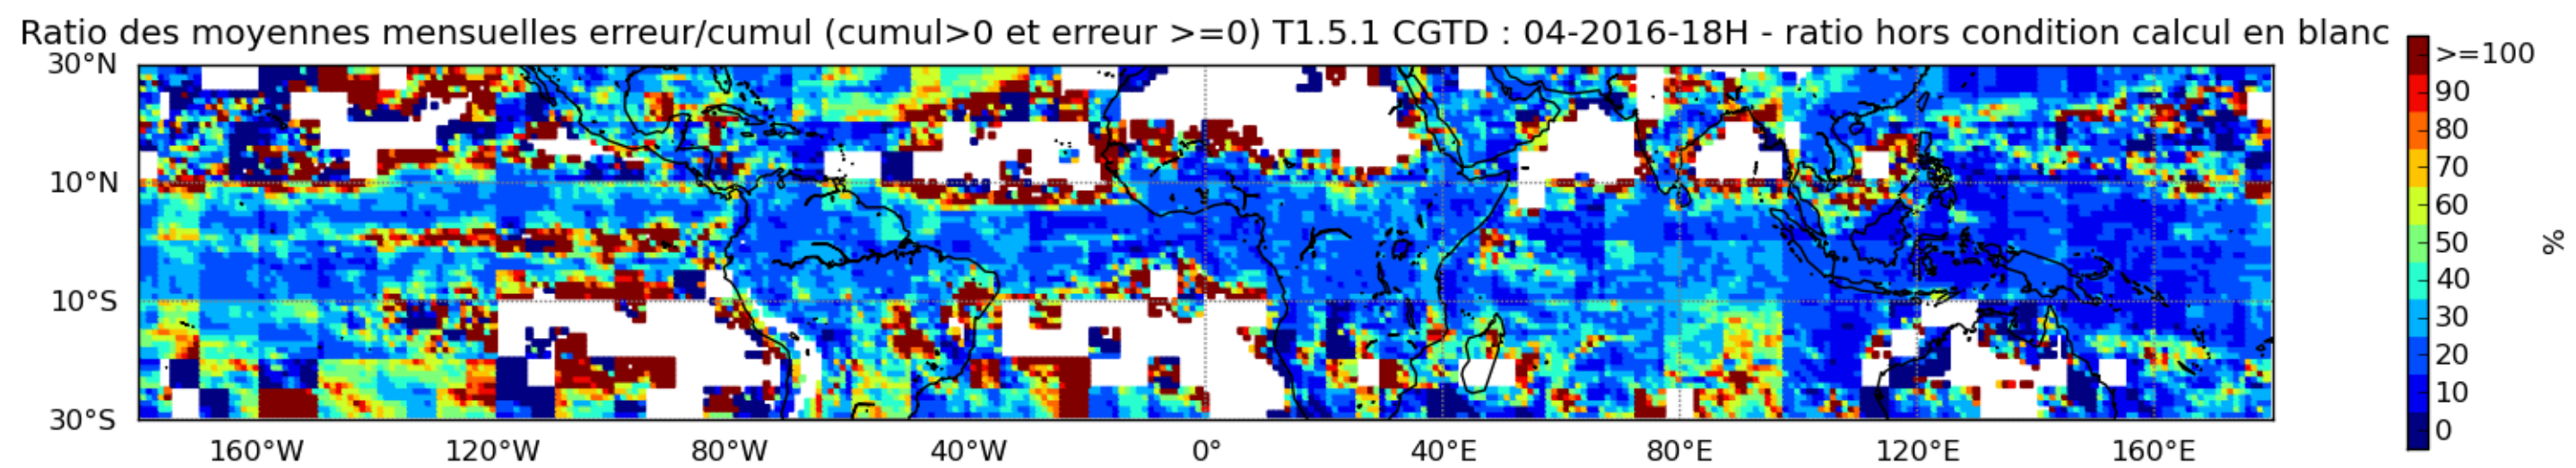 Ratio des moyennes mensuelles erreur/cumul (cumul>0 et erreur >=0) T1.5.1 CGTD : 04-2016-18H - ratio hors condition calcul en blanc
30°N
10°N
10°S
30°S
160°W 120°W 80°W 40°W 0° 40°E 80°E 120°E 160°E
>=100
90
80
70
60
50
40
30
20
10
0
%